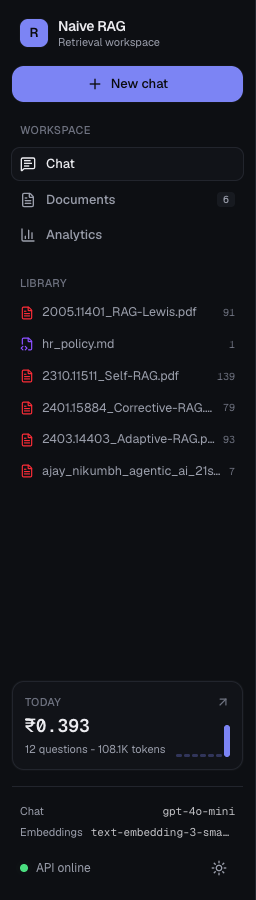 R
Naive RAG
Retrieval workspace
+ New chat
WORKSPACE
Chat
Documents 6
Analytics
LIBRARY
2005.11401_RAG-Lewis.pdf 91
hr_policy.md 1
2310.11511_Self-RAG.pdf 139
2401.15884_Corrective-RAG.... 79
2403.14403_Adaptive-RAG.p... 93
ajay_nikumbh_agentic_ai_21s... 7
TODAY
₹0.393
12 questions - 108.1K tokens
Chat gpt-4o-mini
Embeddings text-embedding-3-sma…
API online